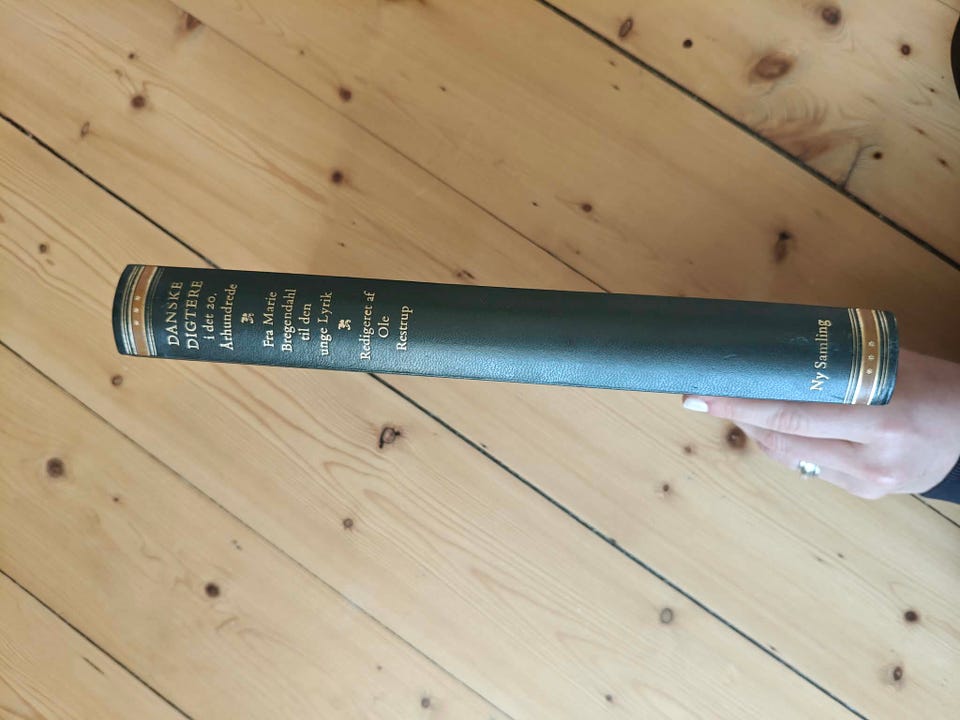 DANSKE
DIGTERE
i det 20.
Århundrede
Fra Marie
Bregendahl
til den
unge Lyrik
Redigeret af
Ole
Restrup
Ny Samling